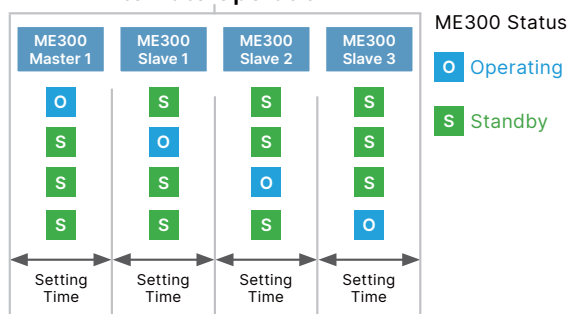 ME300 Status
ME300 Master 1
ME300 Slave 1
ME300 Slave 2
ME300 Slave 3
O Operating
S Standby
O S S S
S O S S
S S O S
S S S O
Setting Time
Setting Time
Setting Time
Setting Time